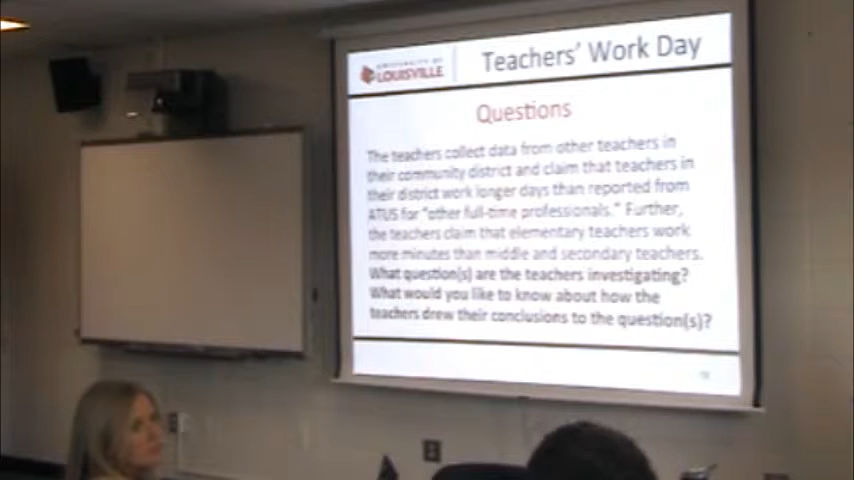 UNIVERSITY OF
LOUISVILLE
Teachers' Work Day
Questions
The teachers collect data from other teachers in
their community district and claim that teachers in
their district work longer days than reported from
ATUS for "other full-time professionals." Further,
the teachers claim that elementary teachers work
more minutes than middle and secondary teachers.
What question(s) are the teachers investigating?
What would you like to know about how the
teachers drew their conclusions to the question(s)?